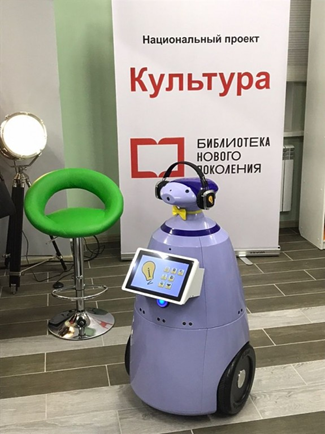 Национальный проект
Культура
БИБЛИОТЕКА
НОВОГО
ПОКОЛЕНИЯ